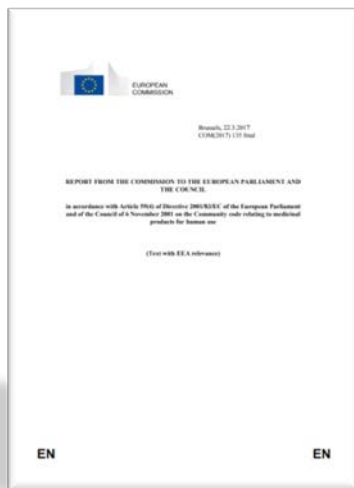 EUROPEAN
COMMISSION
Brussels, 22.3.2017
COM(2017) 135 final
REPORT FROM THE COMMISSION TO THE EUROPEAN PARLIAMENT AND
THE COUNCIL
in accordance with Article 59(4) of Directive 2001/83/EC of the European Parliament
and of the Council of 6 November 2001 on the Community code relating to medicinal
products for human use
(Text with EEA relevance)
EN
EN